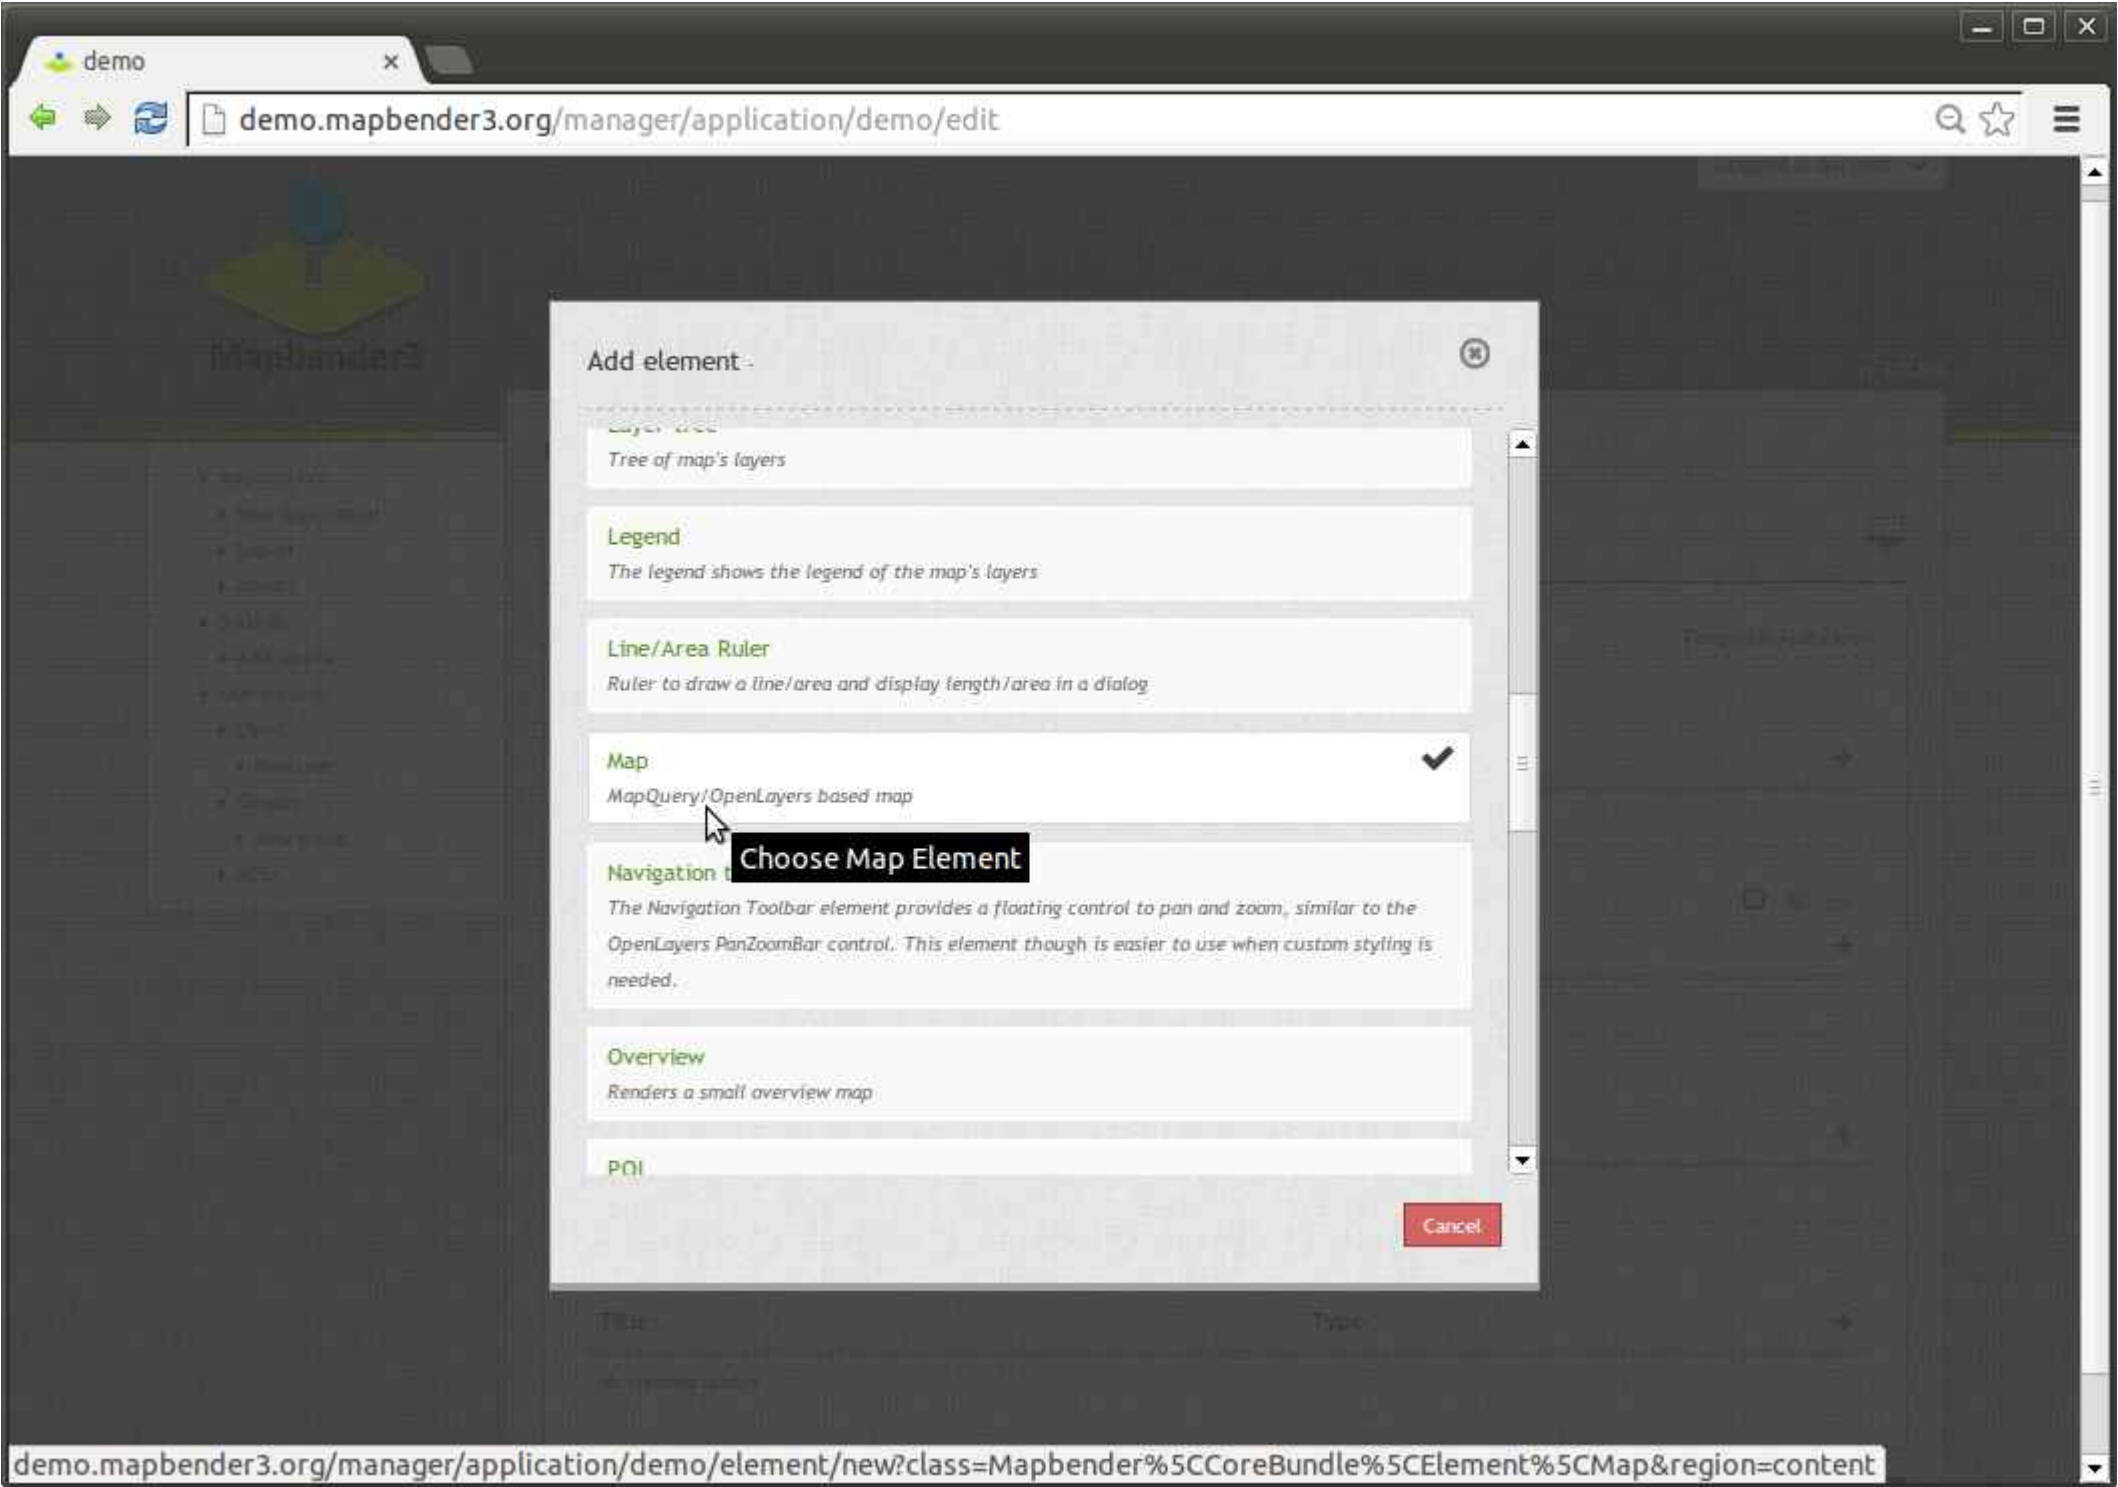 demo
demo.mapbender3.org/manager/application/demo/edit
Mapbender3
Add element -
Layer tree
Tree of map's layers
Legend
The legend shows the legend of the map's layers
Line/Area Ruler
Ruler to draw a line/area and display length/area in a dialog
Map
MapQuery/OpenLayers based map
Choose Map Element
Navigation t
The Navigation Toolbar element provides a floating control to pan and zoom, similar to the
OpenLayers PanZoomBar control. This element though is easier to use when custom styling is
needed.
Overview
Renders a small overview map
POI
Cancel
Title
Type
demo.mapbender3.org/manager/application/demo/element/new?class=Mapbender%5CCoreBundle%5CElement%5CMap&region=content